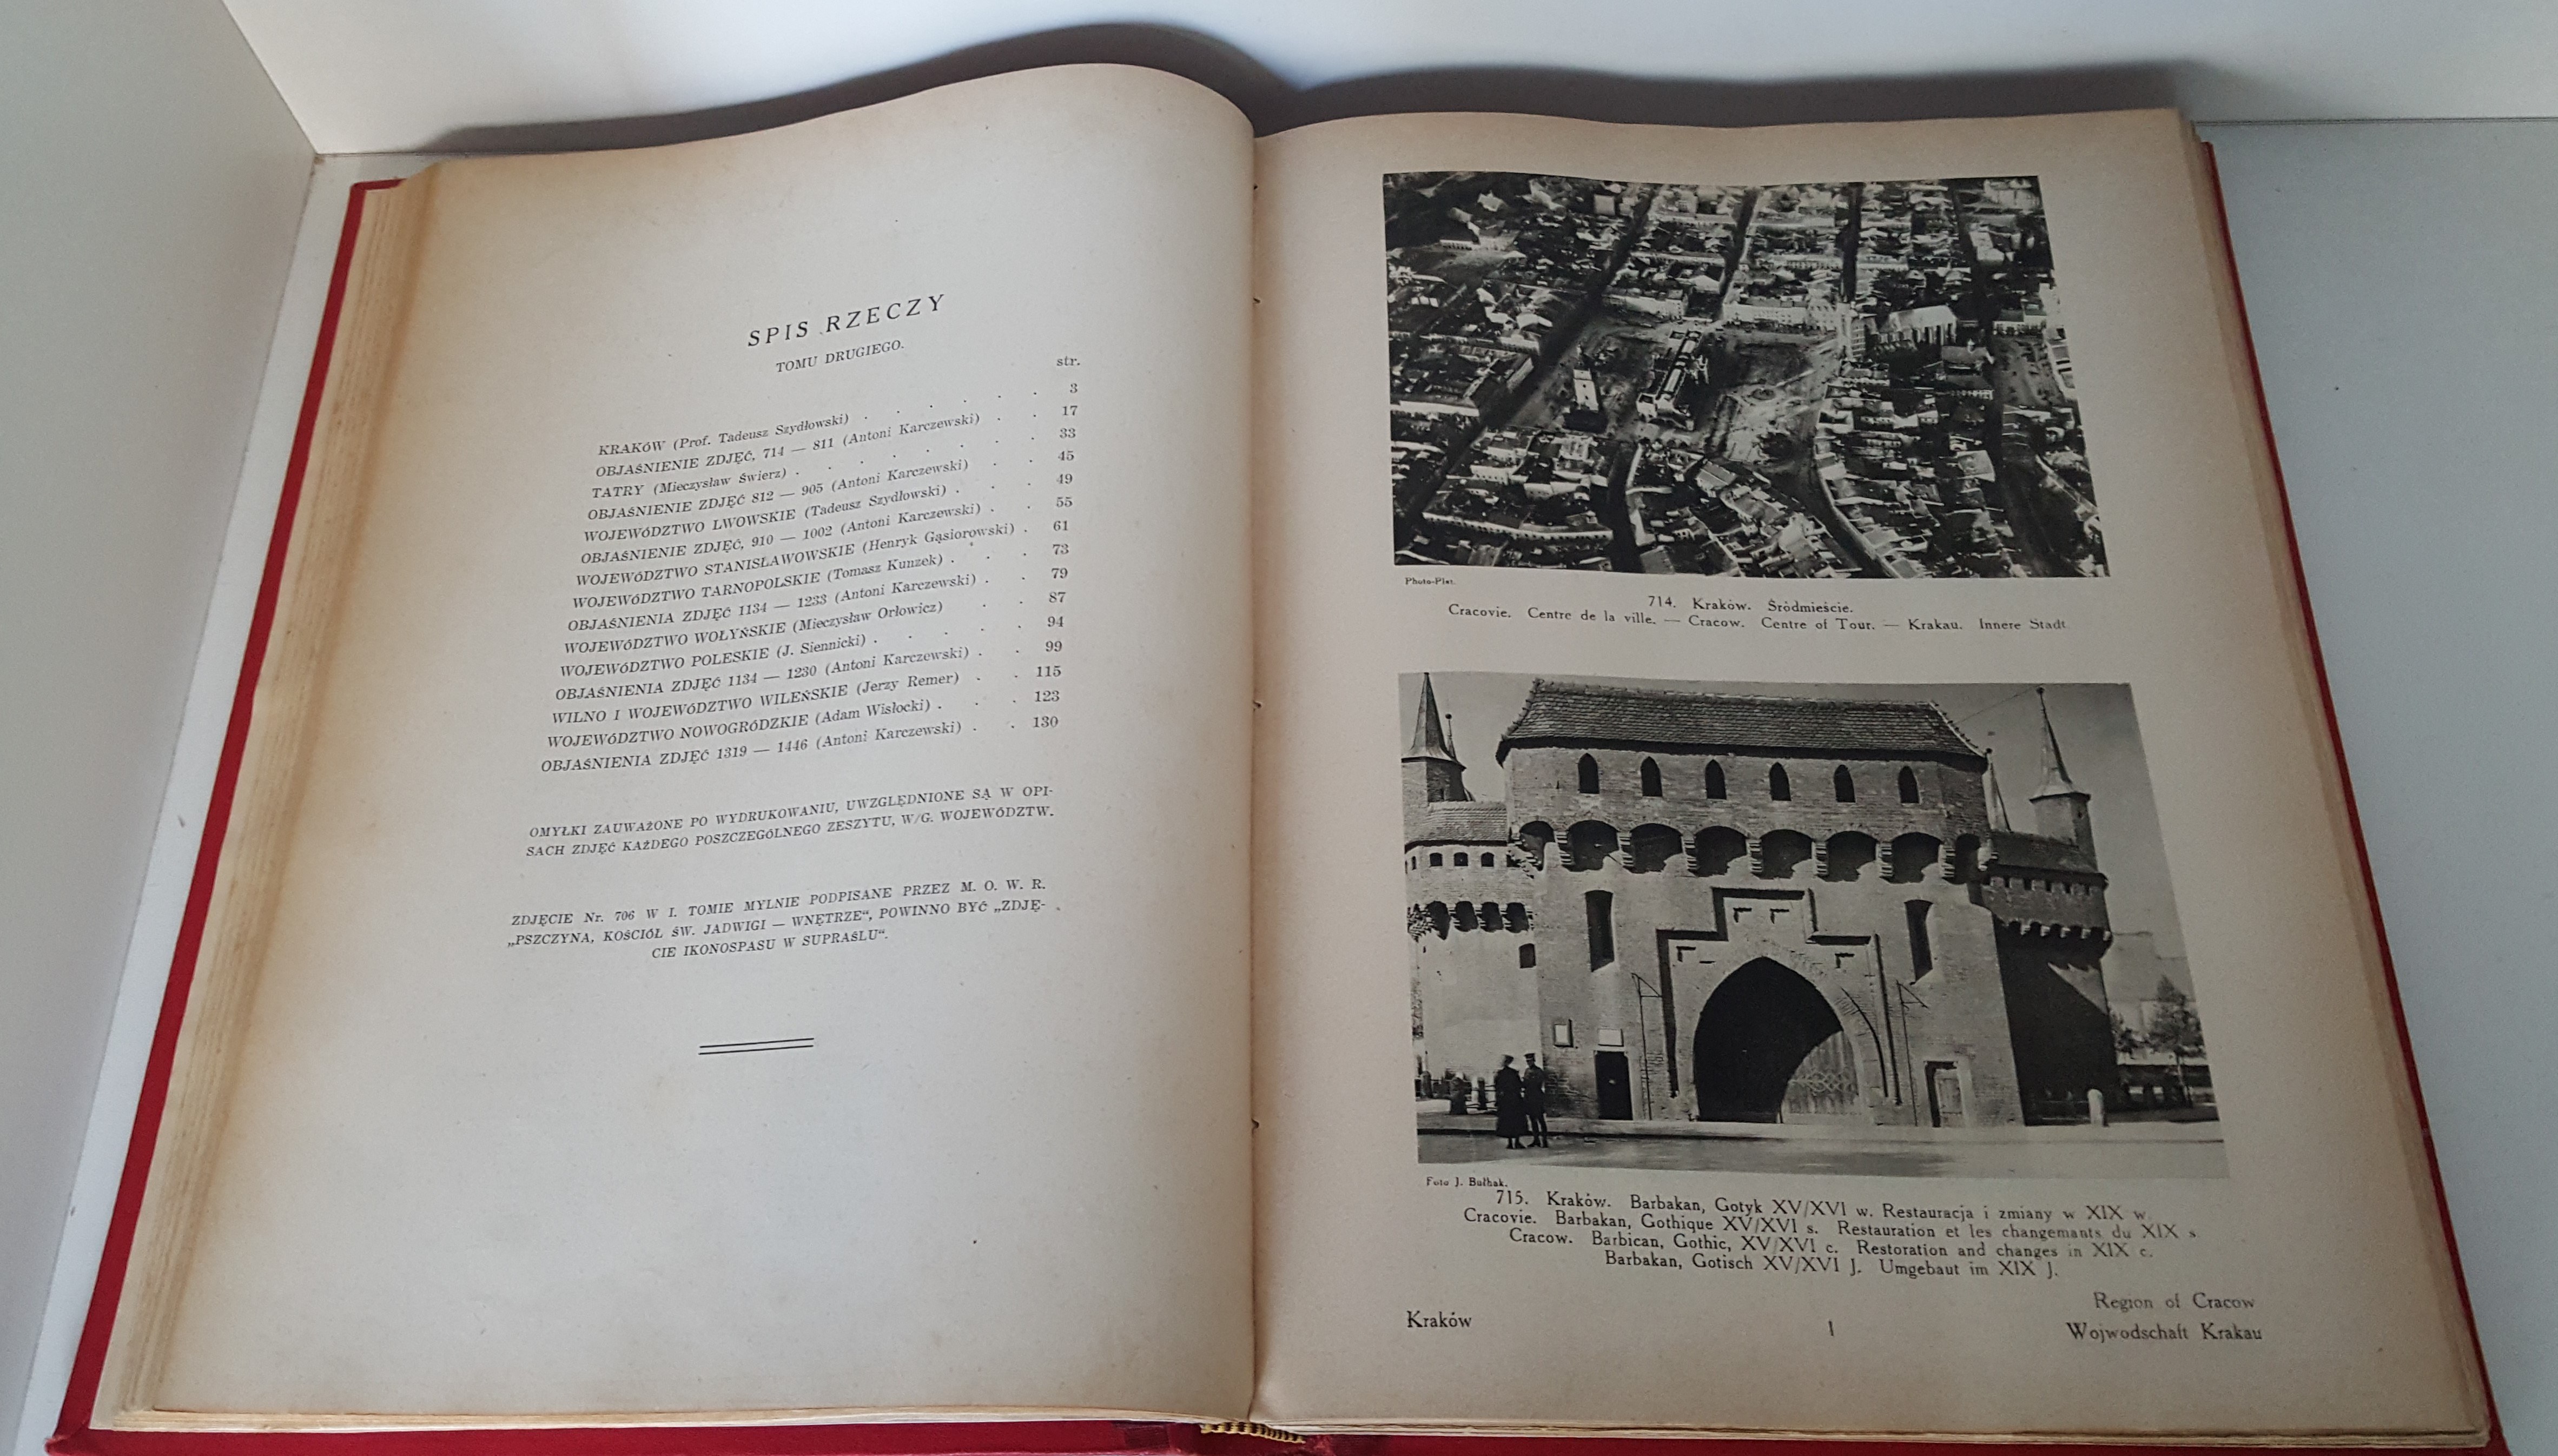 SPIS RZECZY
TOMU DRUGIEGO.
str.
KRAKÓW (Prof. Tadeusz Szydłowski) . . . . . . 3
OBJAŚNIENIE ZDJĘĆ, 714 — 811 (Antoni Karczewski) . . 17
TATRY (Mieczysław Świerz) . . . . . . . 33
OBJAŚNIENIE ZDJĘĆ 812 — 905 (Antoni Karczewski) . . 45
WOJEWÓDZTWO LWOWSKIE (Tadeusz Szydłowski) . . . 49
OBJAŚNIENIE ZDJĘĆ, 910 — 1002 (Antoni Karczewski) . . 55
WOJEWÓDZTWO STANISŁAWOWSKIE (Henryk Gąsiorowski) . 61
WOJEWÓDZTWO TARNOPOLSKIE (Tomasz Kunzek) . . . 73
OBJAŚNIENIA ZDJĘĆ 1134 — 1233 (Antoni Karczewski) . . 79
WOJEWÓDZTWO WOŁYŃSKIE (Mieczysław Orłowicz) . . 87
WOJEWÓDZTWO POLESKIE (J. Siennicki) . . . . . 94
OBJAŚNIENIA ZDJĘĆ 1134 — 1230 (Antoni Karczewski) . . 99
WILNO I WOJEWÓDZTWO WILEŃSKIE (Jerzy Remer) . . 115
WOJEWÓDZTWO NOWOGRÓDZKIE (Adam Wisłocki) . . . 123
OBJAŚNIENIA ZDJĘĆ 1319 — 1446 (Antoni Karczewski) . . 130
OMYŁKI ZAUWAŻONE PO WYDRUKOWANIU, UWZGLĘDNIONE SĄ W OPI-
SACH ZDJĘĆ KAŻDEGO POSZCZEGÓLNEGO ZESZYTU, W/G. WOJEWÓDZTW.
ZDJĘCIE Nr. 706 W I. TOMIE MYLNIE PODPISANE PRZEZ M. O. W. R.
„PSZCZYNA, KOŚCIÓŁ ŚW. JADWIGI — WNĘTRZE“, POWINNO BYĆ „ZDJĘ-
CIE IKONOSPASU W SUPRAŚLU“.
Photo-Plat.
714. Kraków. Śródmieście.
Cracovie. Centre de la ville. — Cracow. Centre of Tour. — Krakau. Innere Stadt.
Foto J. Bułhak.
715. Kraków. Barbakan, Gotyk XV/XVI w. Restauracja i zmiany w XIX w.
Cracovie. Barbakan, Gothique XV/XVI s. Restauration et les changemants du XIX s
Cracow. Barbican, Gothic, XV/XVI c. Restoration and changes in XIX c.
Barbakan, Gotisch XV/XVI J. Umgebaut im XIX J.
Kraków
1
Region of Cracow
Wojwodschaft Krakau